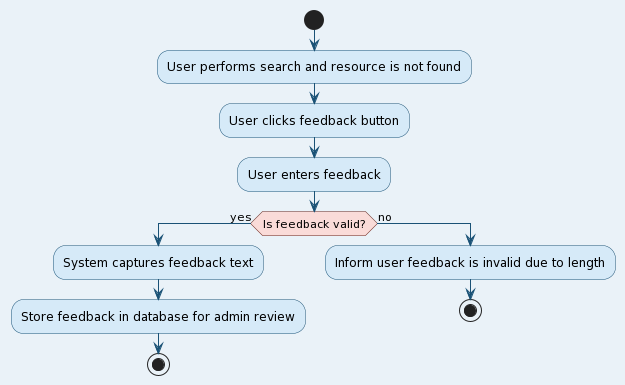 User performs search and resource is not found
User clicks feedback button
User enters feedback
yes
Is feedback valid?
no
System captures feedback text
Inform user feedback is invalid due to length
Store feedback in database for admin review